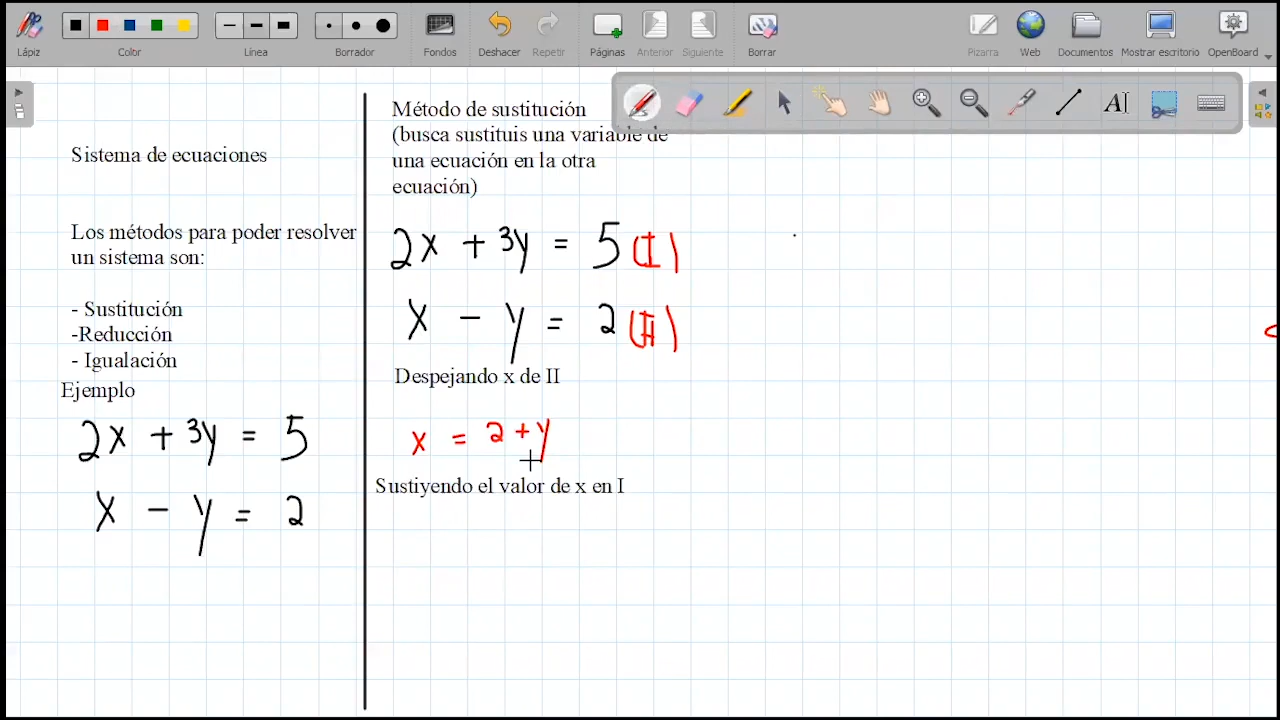 Lápiz
Color
Línea
Borrador
Fondos
Deshacer
Repetir
Páginas
Anterior
Siguiente
Borrar
Pizarra
Web
Documentos
Mostrar escritorio
OpenBoard
Sistema de ecuaciones
Los métodos para poder resolver
un sistema son:
- Sustitución
-Reducción
- Igualación
Ejemplo
2x + 3y = 5
x - y = 2
Método de sustitución
(busca sustituis una variable de
una ecuación en la otra
ecuación)
2x + 3y = 5 (I)
x - y = 2 (II)
Despejando x de II
x = 2 + y
Sustiyendo el valor de x en I